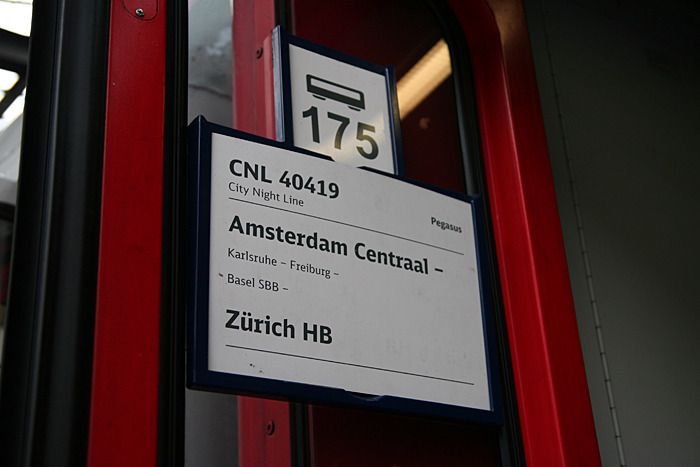 175
CNL 40419
City Night Line
Pegasus
Amsterdam Centraal –
Karlsruhe – Freiburg –
Basel SBB –
Zürich HB